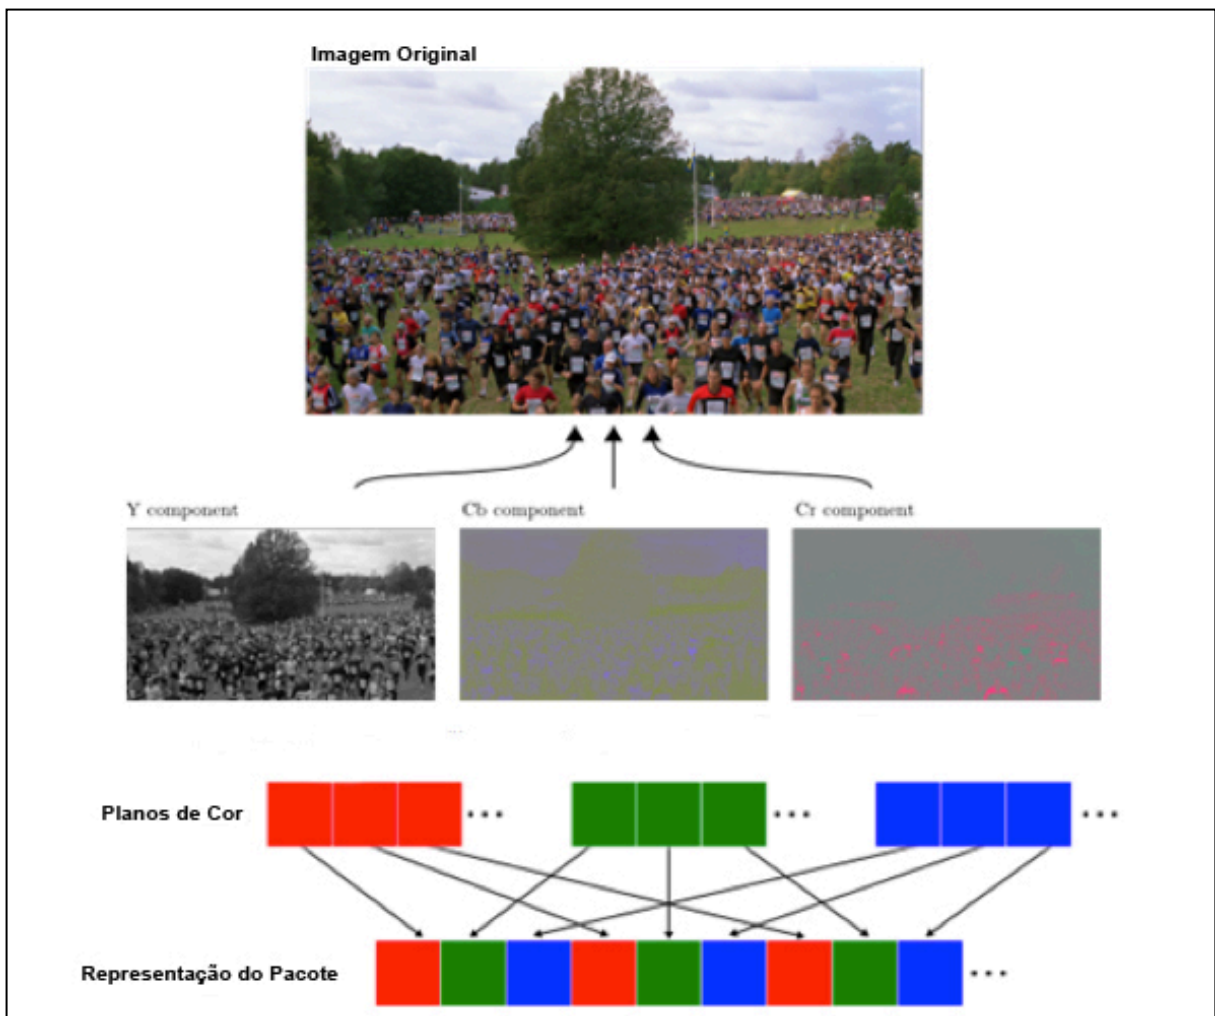 Imagem Original
Y component
Cb component
Cr component
Planos de Cor
Representação do Pacote